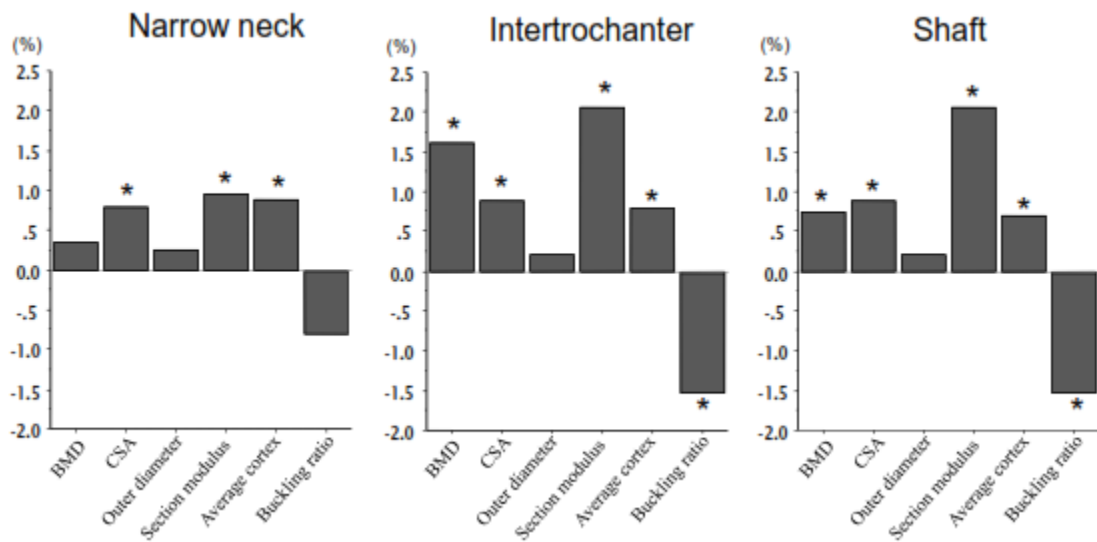 Narrow neck
(%)
2.5
2.0
1.5
1.0
.5
0.0
-.5
-1.0
-1.5
-2.0
*
*
*
BMD
CSA
Outer diameter
Section modulus
Average cortex
Buckling ratio
Intertrochanter
(%)
2.5
2.0
1.5
1.0
.5
0.0
-.5
-1.0
-1.5
-2.0
*
*
*
*
*
BMD
CSA
Outer diameter
Section modulus
Average cortex
Buckling ratio
Shaft
(%)
2.5
2.0
1.5
1.0
.5
0.0
-.5
-1.0
-1.5
-2.0
*
*
*
*
*
BMD
CSA
Outer diameter
Section modulus
Average cortex
Buckling ratio